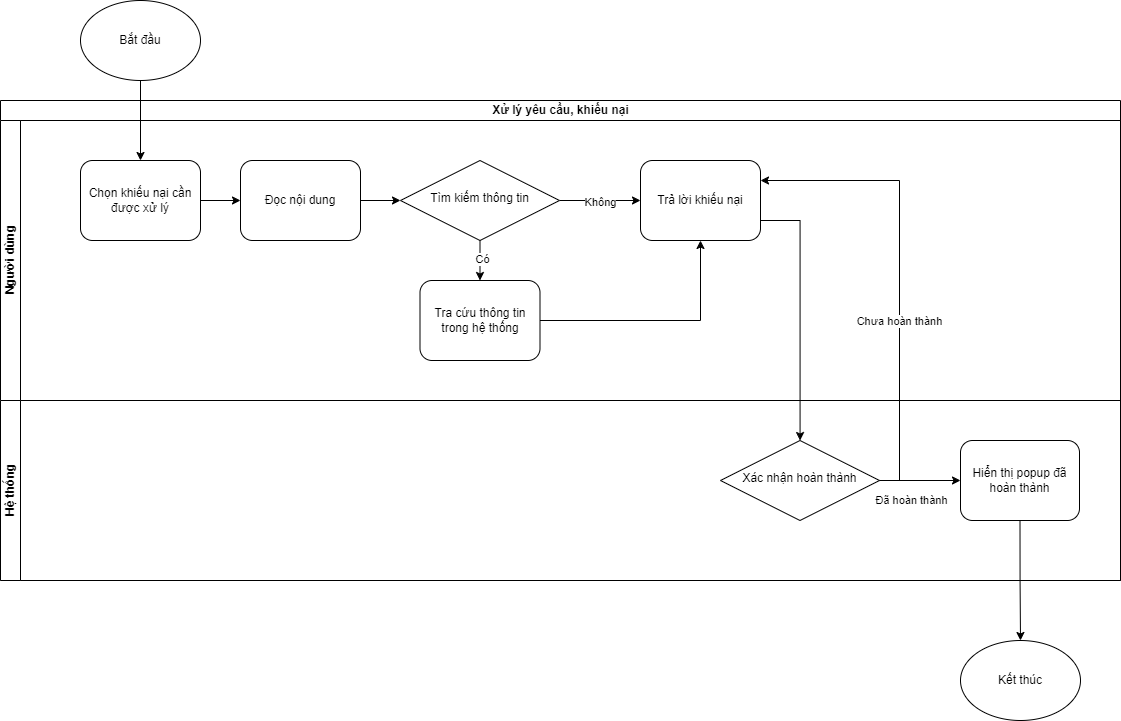 Bắt đầu
Xử lý yêu cầu, khiếu nại
Người dùng
Chọn khiếu nại cần
được xử lý
Đọc nội dung
Tìm kiếm thông tin
Không
Trả lời khiếu nại
Có
Tra cứu thông tin
trong hệ thống
Chưa hoàn thành
Hệ thống
Xác nhận hoàn thành
Đã hoàn thành
Hiển thị popup đã
hoàn thành
Kết thúc